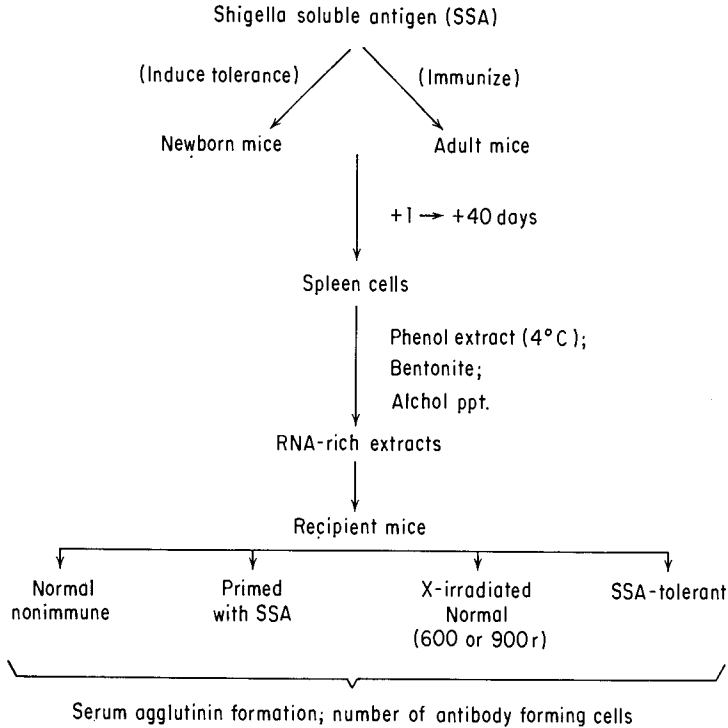 Shigella soluble antigen (SSA)
(Induce tolerance)
(Immunize)
Newborn mice
Adult mice
+1 → +40 days
Spleen cells
Phenol extract (4°C);
Bentonite;
Alchol ppt.
RNA-rich extracts
Recipient mice
Normal
nonimmune
Primed
with SSA
X-irradiated
Normal
(600 or 900r)
SSA-tolerant
Serum agglutinin formation; number of antibody forming cells